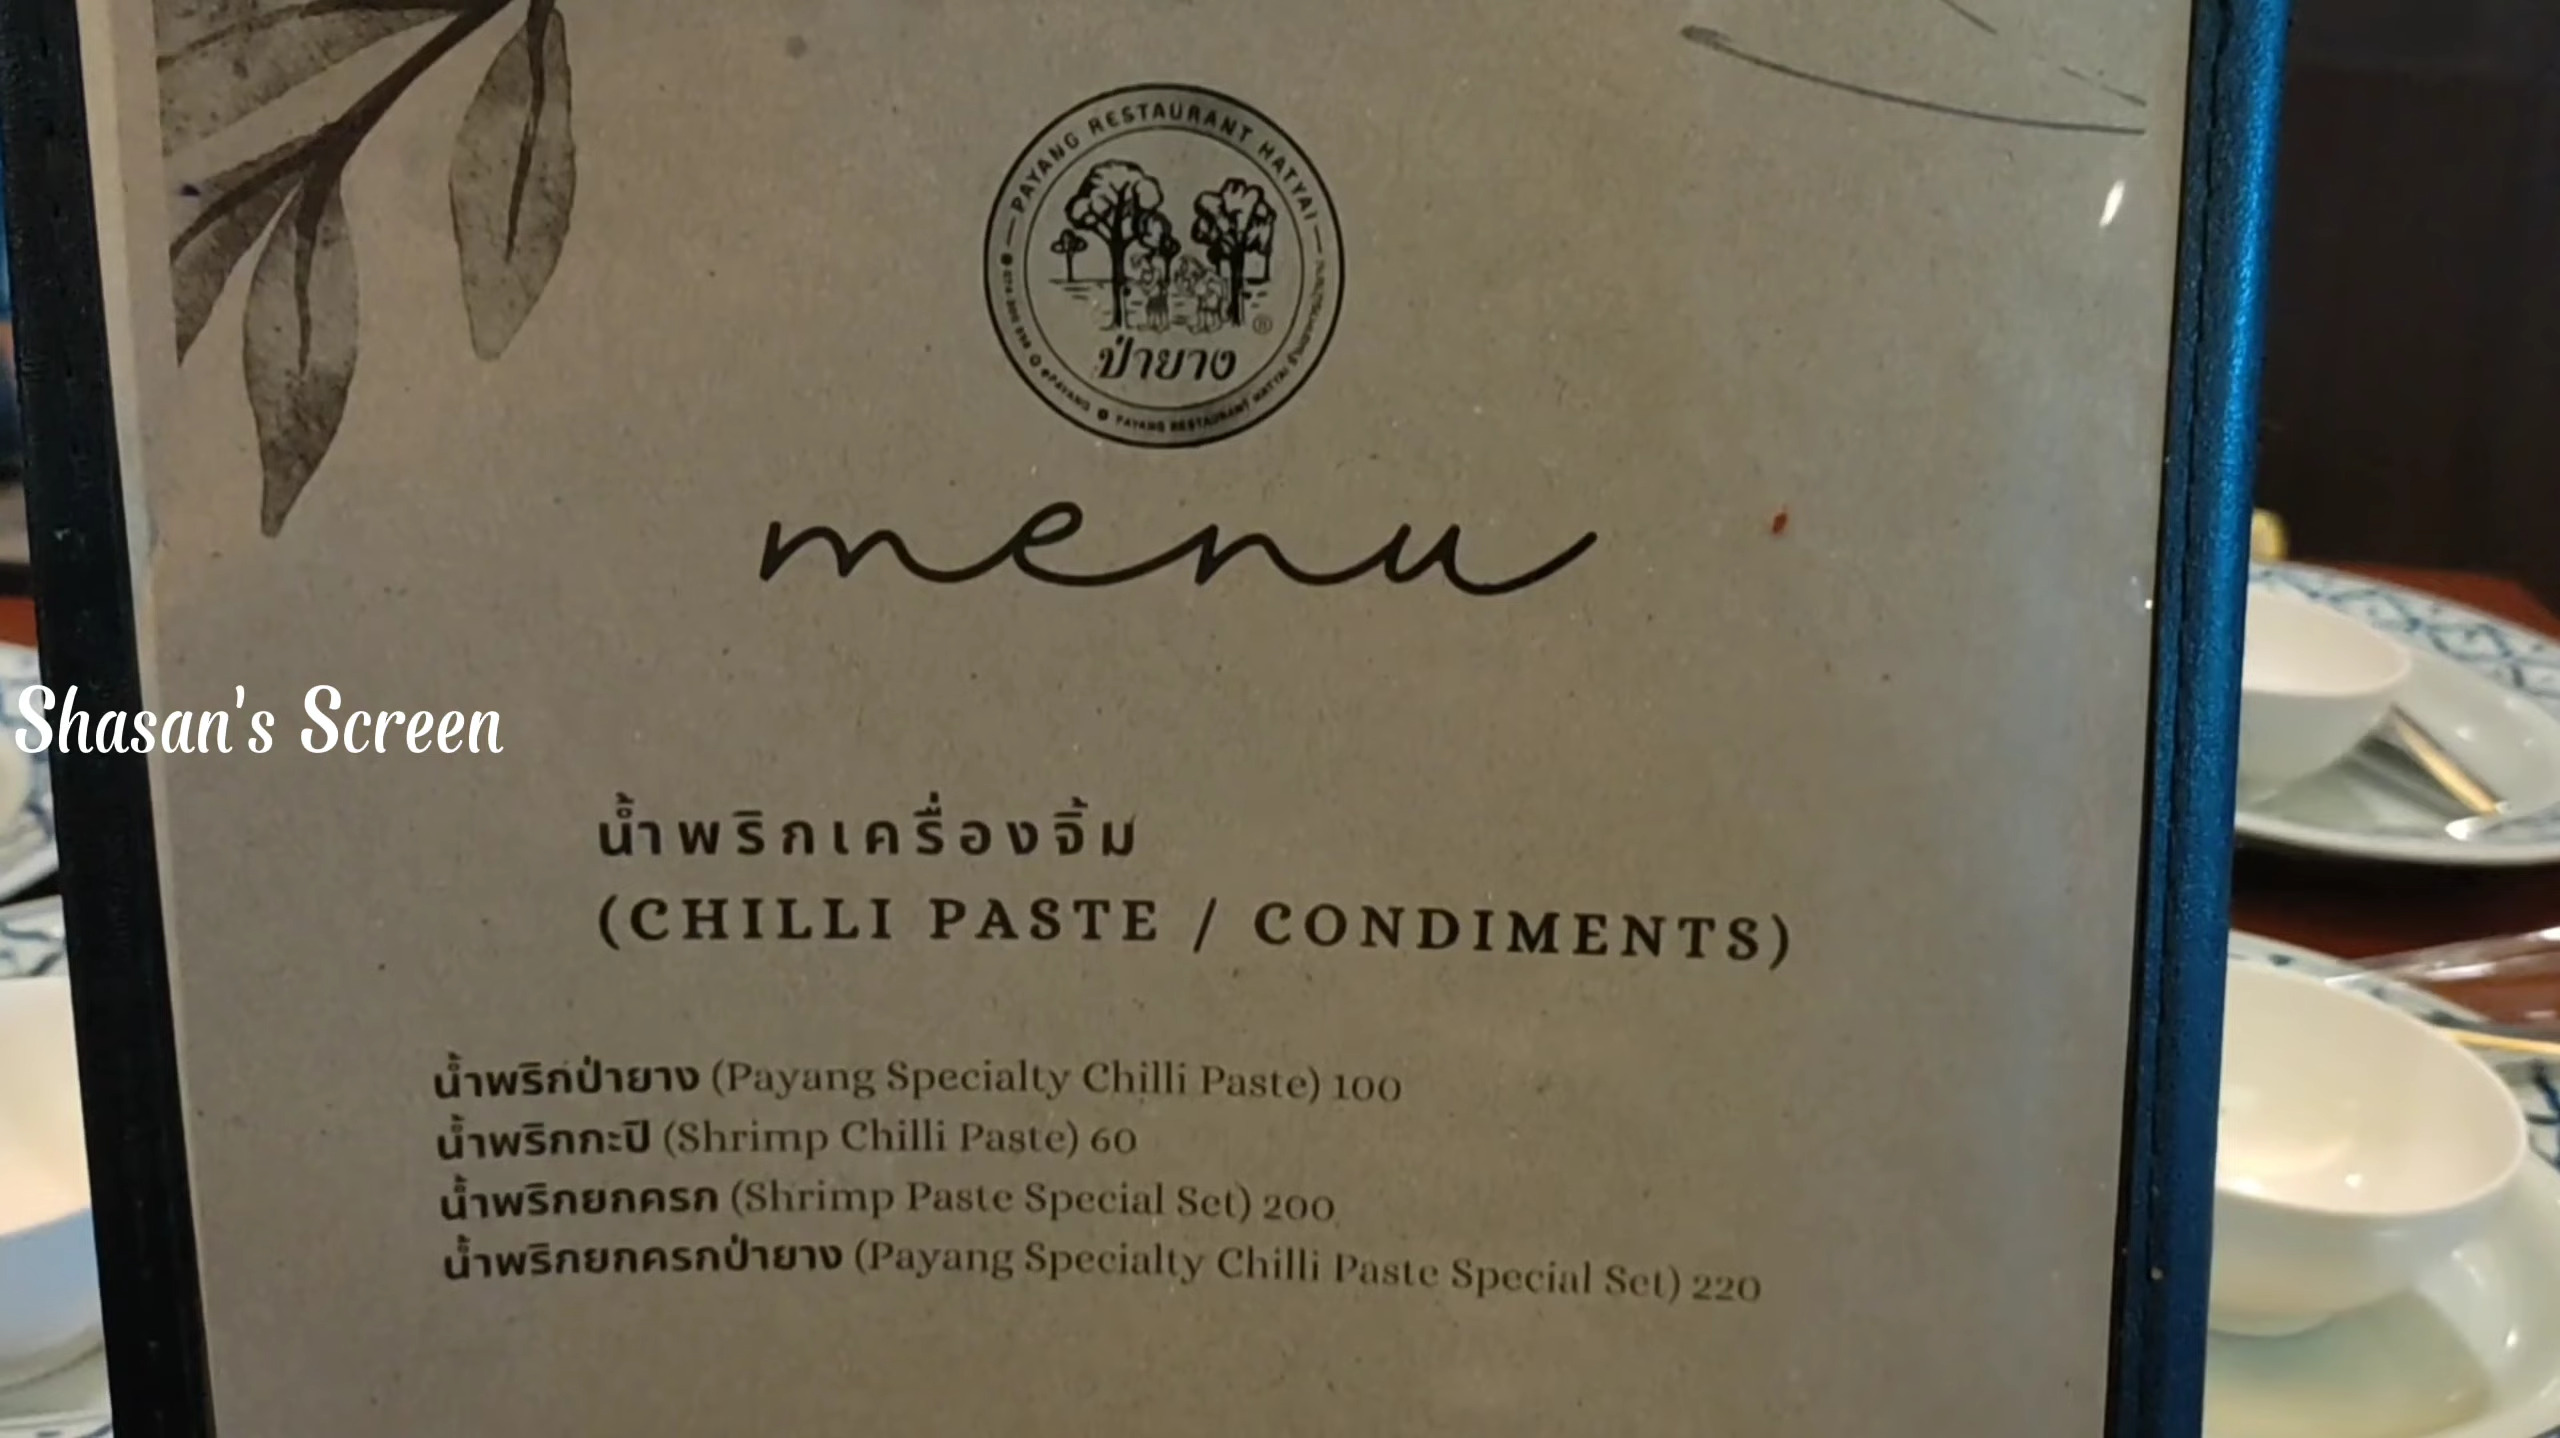 PAYANG RESTAURANT HATYAI
ป่ายาง
®
PAYANG RESTAURANT HATYAI
menu
Shasan's Screen
น้ำพริกเครื่องจิ้ม
(CHILLI PASTE / CONDIMENTS)
น้ำพริกป่ายาง (Payang Specialty Chilli Paste) 100
น้ำพริกกะปิ (Shrimp Chilli Paste) 60
น้ำพริกยกครก (Shrimp Paste Special Set) 200
น้ำพริกยกครกป่ายาง (Payang Specialty Chilli Paste Special Set) 220